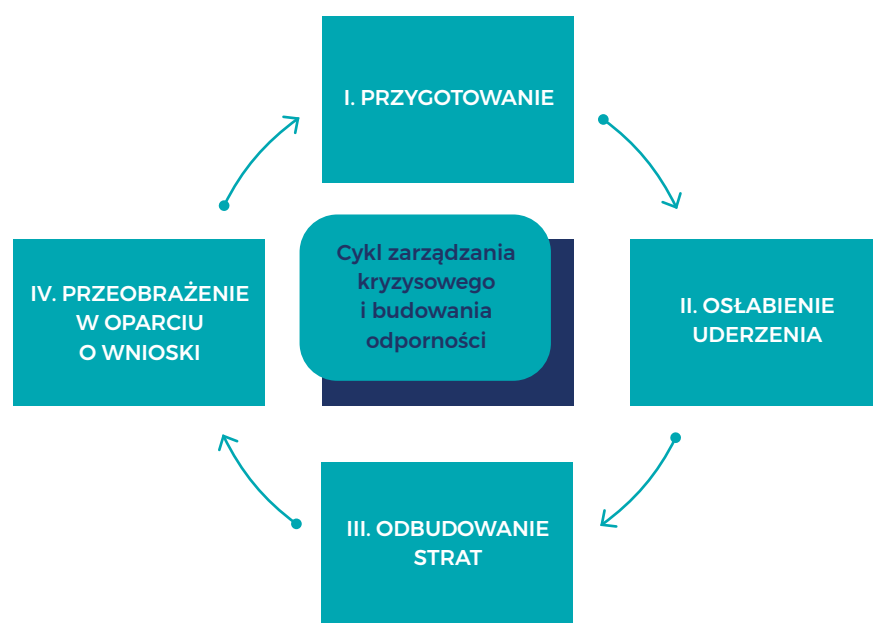 I. PRZYGOTOWANIE
Cykl zarządzania
kryzysowego
i budowania
odporności
IV. PRZEOBRAŻENIE
W OPARCIU
O WNIOSKI
II. OSŁABIENIE
UDERZENIA
III. ODBUDOWANIE
STRAT